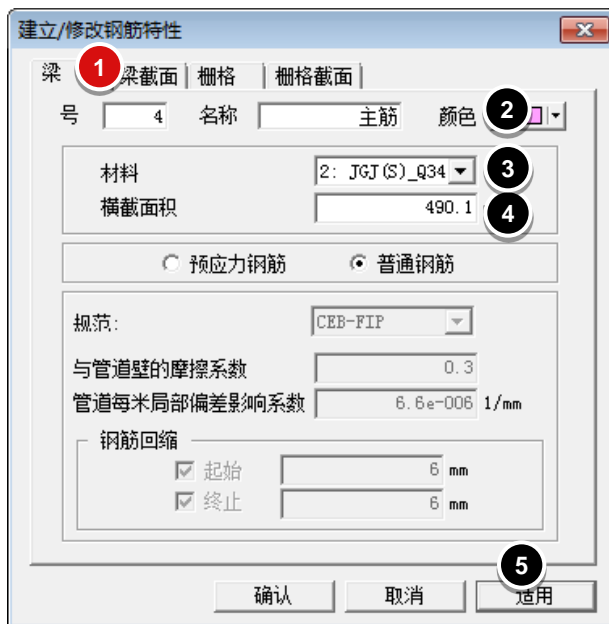 建立/修改钢筋特性
梁 1 梁截面 栅格 栅格截面
号 4 名称 主筋 颜色 2
材料 2: JGJ(S)_Q34 3
横截面积 490.1 4
预应力钢筋 普通钢筋
规范: CEB-FIP
与管道壁的摩擦系数 0.3
管道每米局部偏差影响系数 6.6e-006 1/mm
钢筋回缩
起始 6 mm
终止 6 mm
5
确认 取消 适用